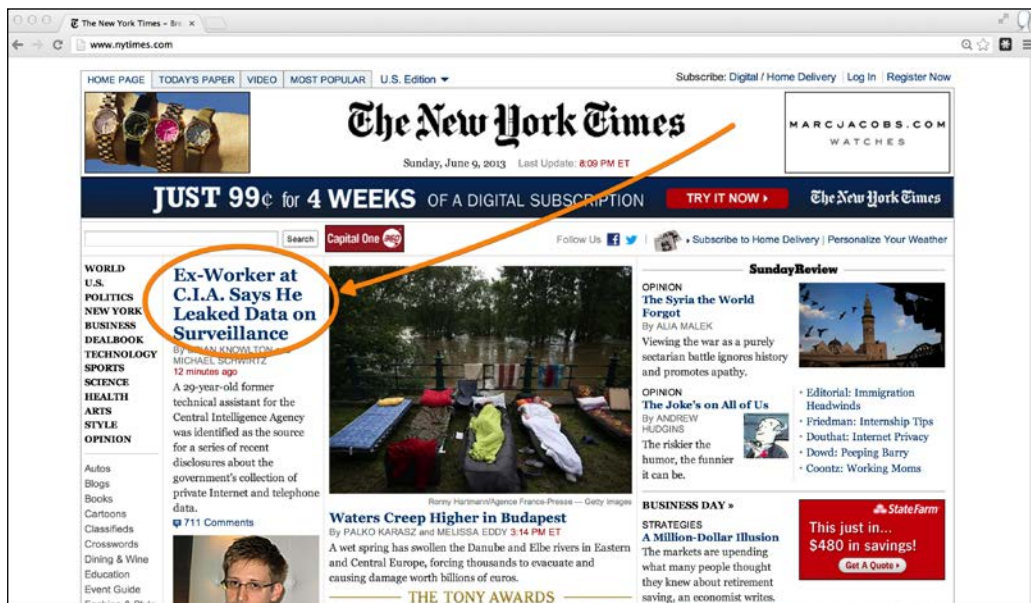 The New York Times – Bre
www.nytimes.com
HOME PAGE TODAY'S PAPER VIDEO MOST POPULAR U.S. Edition
Subscribe: Digital / Home Delivery Log In Register Now
The New York Times
Sunday, June 9, 2013 Last Update: 8:09 PM ET
MARCJACOBS.COM
WATCHES
JUST 99¢ for 4 WEEKS OF A DIGITAL SUBSCRIPTION
TRY IT NOW
The New York Times
Search
Capital One 360
Follow Us
Subscribe to Home Delivery | Personalize Your Weather
WORLD
U.S.
POLITICS
NEW YORK
BUSINESS
DEALBOOK
TECHNOLOGY
SPORTS
SCIENCE
HEALTH
ARTS
STYLE
OPINION
Autos
Blogs
Books
Cartoons
Classifieds
Crosswords
Dining & Wine
Education
Event Guide
Fashion & Style
Ex-Worker at
C.I.A. Says He
Leaked Data on
Surveillance
By BRIAN KNOWLTON and
MICHAEL SCHWIRTZ
12 minutes ago
A 29-year-old former
technical assistant for the
Central Intelligence Agency
was identified as the source
for a series of recent
disclosures about the
government's collection of
private Internet and telephone
data.
711 Comments
Ronny Hartmann/Agence France-Presse — Getty Images
Waters Creep Higher in Budapest
By PALKO KARASZ and MELISSA EDDY 3:14 PM ET
A wet spring has swollen the Danube and Elbe rivers in Eastern
and Central Europe, forcing thousands to evacuate and
causing damage worth billions of euros.
THE TONY AWARDS
SundayReview
OPINION
The Syria the World
Forgot
By ALIA MALEK
Viewing the war as a purely
sectarian battle ignores history
and promotes apathy.
OPINION
The Joke's on All of Us
By ANDREW
HUDGINS
The riskier the
humor, the funnier
it can be.
• Editorial: Immigration
Headwinds
• Friedman: Internship Tips
• Douthat: Internet Privacy
• Dowd: Peeping Barry
• Coontz: Working Moms
BUSINESS DAY »
STRATEGIES
A Million-Dollar Illusion
The markets are upending
what many people thought
they knew about retirement
saving, an economist writes.
StateFarm
This just in...
$480 in savings!
Get A Quote